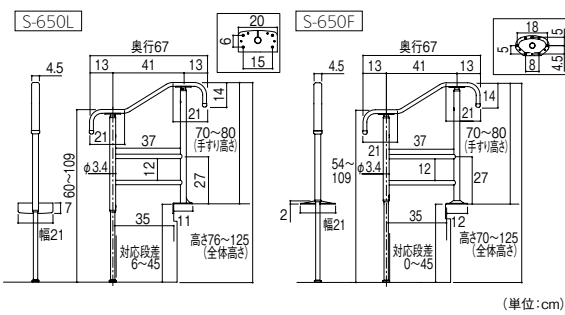 S-650L
20
6
15
奥行67
4.5
13
41
13
14
21
21
70～80
(手すり高さ)
37
φ3.4
12
27
60～109
7
幅21
35
11
対応段差
6～45
高さ76～125
(全体高さ)
S-650F
18
5
5
4.5
8
奥行67
4.5
13
41
13
14
21
21
70～80
(手すり高さ)
37
φ3.4
12
27
54～
109
2
幅21
35
12
対応段差
0～45
高さ70～125
(全体高さ)
(単位:cm)